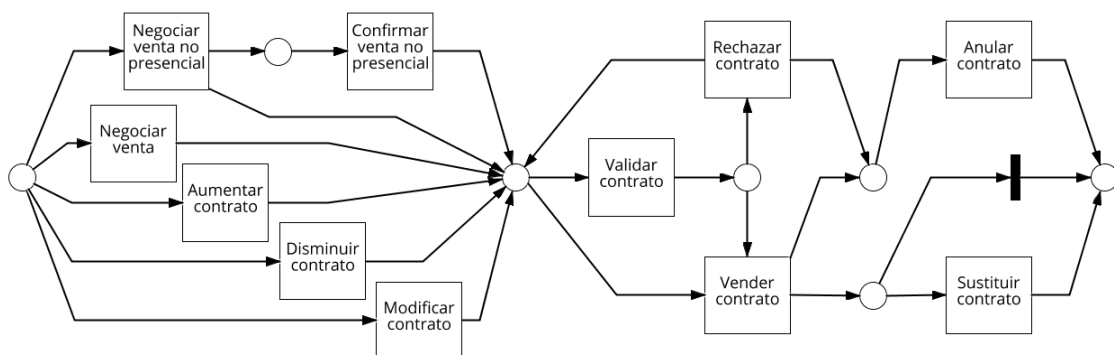 Negociar
venta no
presencial
Confirmar
venta no
presencial
Negociar
venta
Aumentar
contrato
Disminuir
contrato
Modificar
contrato
Validar
contrato
Rechazar
contrato
Vender
contrato
Anular
contrato
Sustituir
contrato